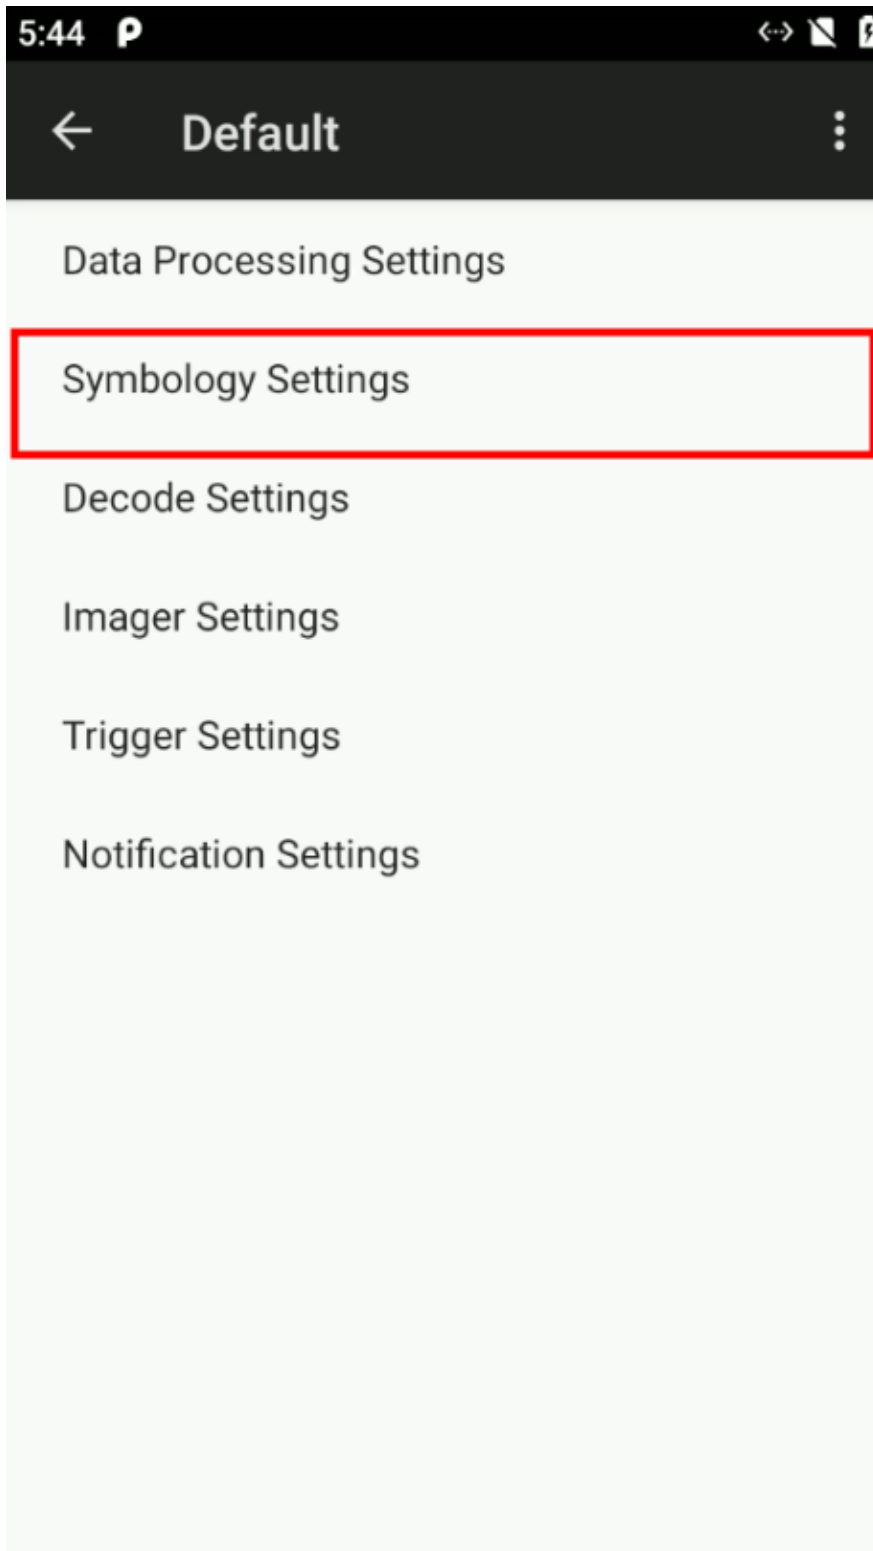 5:44
Default
Data Processing Settings
Symbology Settings
Decode Settings
Imager Settings
Trigger Settings
Notification Settings